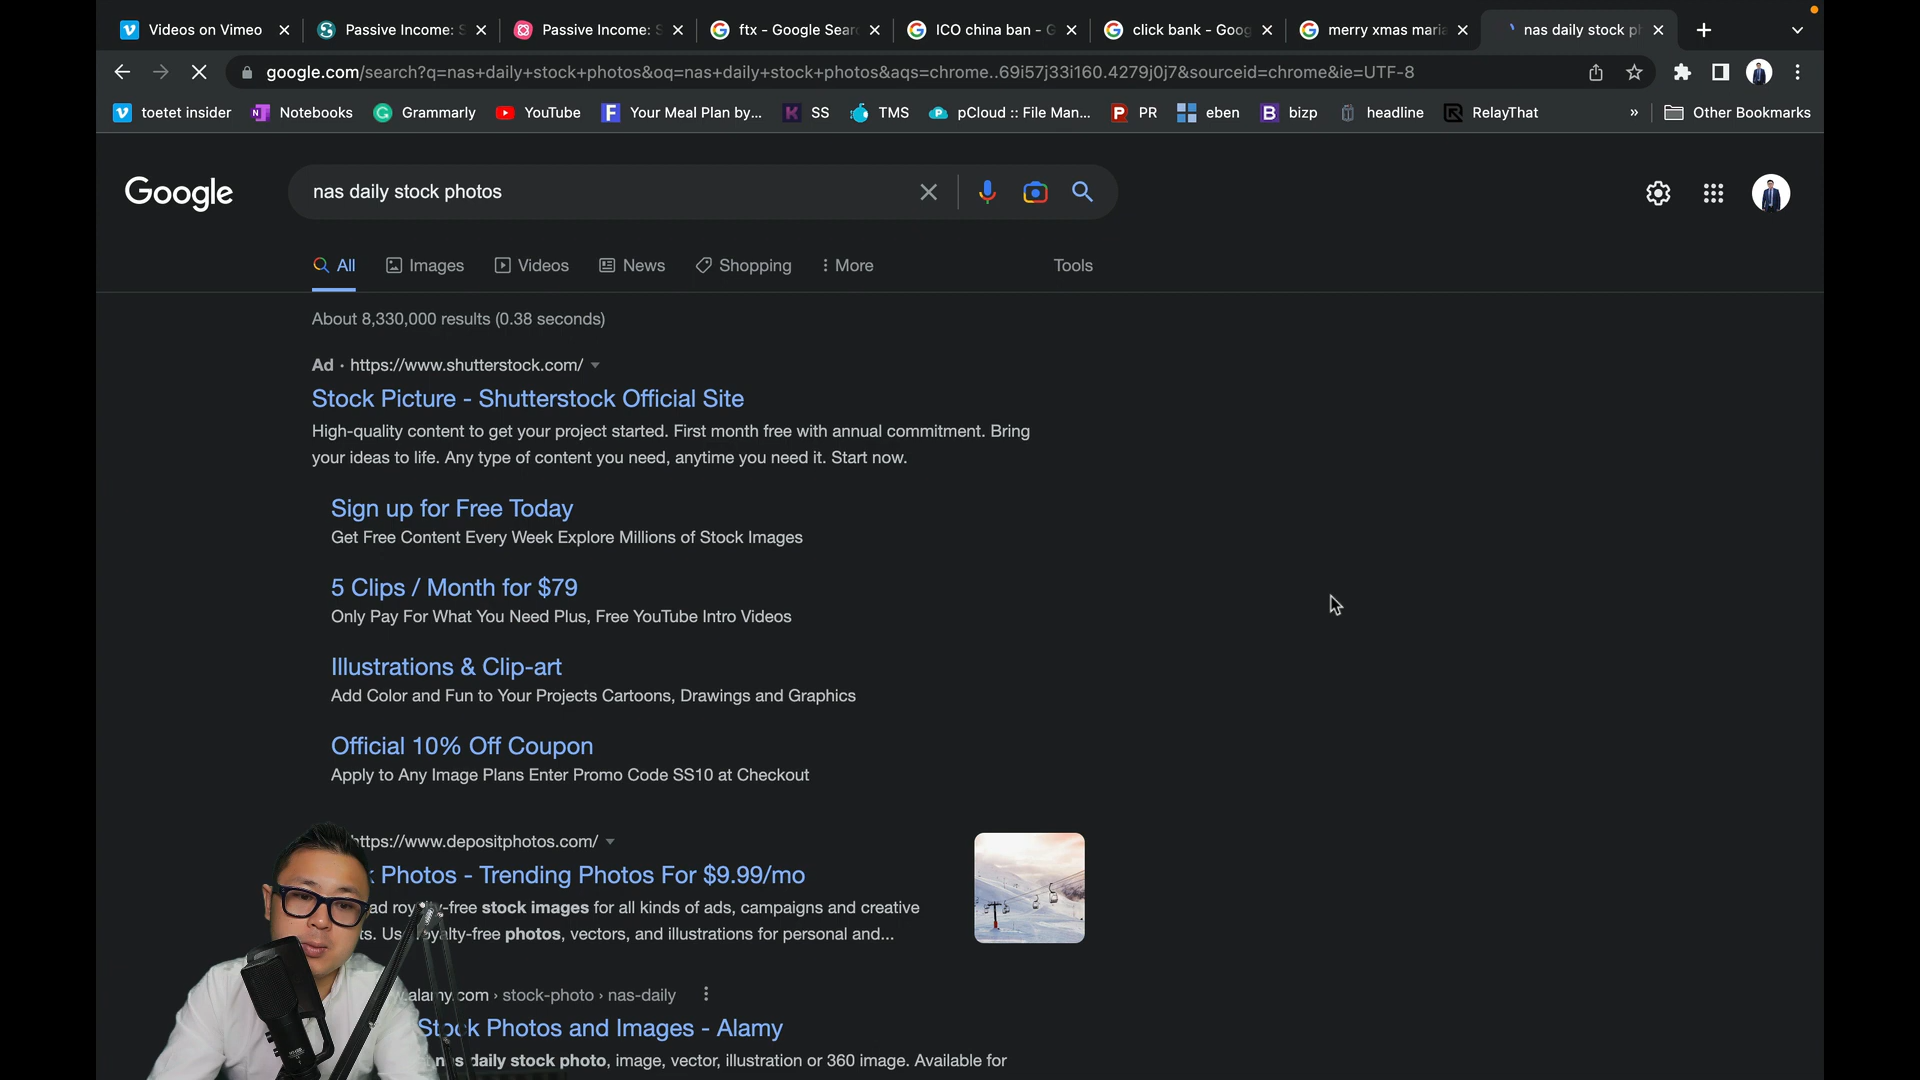 Videos on Vimeo
Passive Income: S
Passive Income: S
ftx - Google Sear
ICO china ban - G
click bank - Goog
merry xmas maria
nas daily stock ph
google.com/search?q=nas+daily+stock+photos&oq=nas+daily+stock+photos&aqs=chrome..69i57j33i160.4279j0j7&sourceid=chrome&ie=UTF-8
toetet insider
Notebooks
Grammarly
YouTube
Your Meal Plan by...
SS
TMS
pCloud :: File Man...
PR
eben
bizp
headline
RelayThat
»
Other Bookmarks
Google
nas daily stock photos
All
Images
Videos
News
Shopping
More
Tools
About 8,330,000 results (0.38 seconds)
Ad · https://www.shutterstock.com/
Stock Picture - Shutterstock Official Site
High-quality content to get your project started. First month free with annual commitment. Bring
your ideas to life. Any type of content you need, anytime you need it. Start now.
Sign up for Free Today
Get Free Content Every Week Explore Millions of Stock Images
5 Clips / Month for $79
Only Pay For What You Need Plus, Free YouTube Intro Videos
Illustrations & Clip-art
Add Color and Fun to Your Projects Cartoons, Drawings and Graphics
Official 10% Off Coupon
Apply to Any Image Plans Enter Promo Code SS10 at Checkout
https://www.depositphotos.com/
Photos - Trending Photos For $9.99/mo
-free stock images for all kinds of ads, campaigns and creative
royalty-free photos, vectors, and illustrations for personal and...
.alamy.com › stock-photo › nas-daily
Stock Photos and Images - Alamy
nas daily stock photo, image, vector, illustration or 360 image. Available for